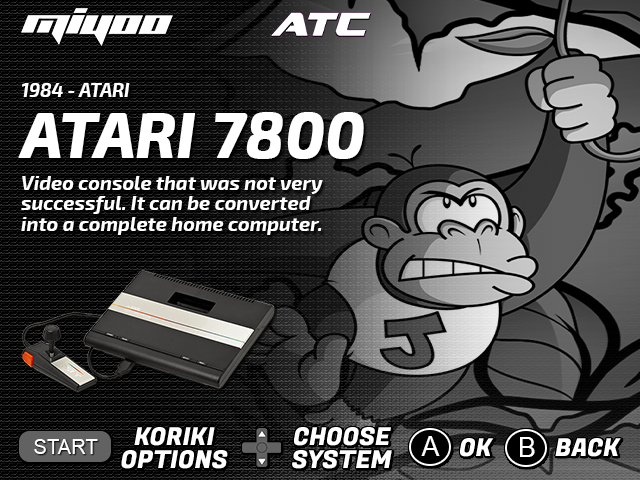 miyoo
ATC
1984 - ATARI
ATARI 7800
Video console that was not very
successful. It can be converted
into a complete home computer.
J
START
KORIKI
OPTIONS
CHOOSE
SYSTEM
A
OK
B
BACK